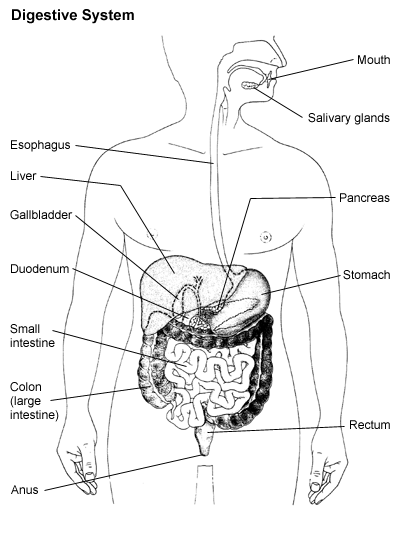 Digestive System
Mouth
Salivary glands
Esophagus
Liver
Pancreas
Gallbladder
Duodenum
Stomach
Small
intestine
Colon
(large
intestine)
Rectum
Anus